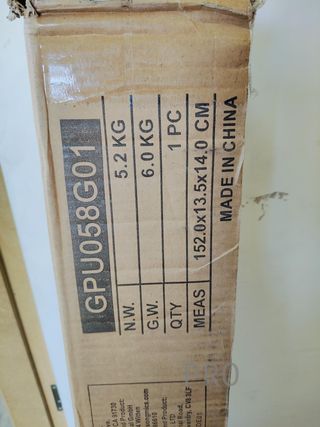 GPU058G01
N.W. 5.2 KG
G.W. 6.0 KG
QTY 1 PC
MEAS 152.0x13.5x14.0 CM
MADE IN CHINA
PRO